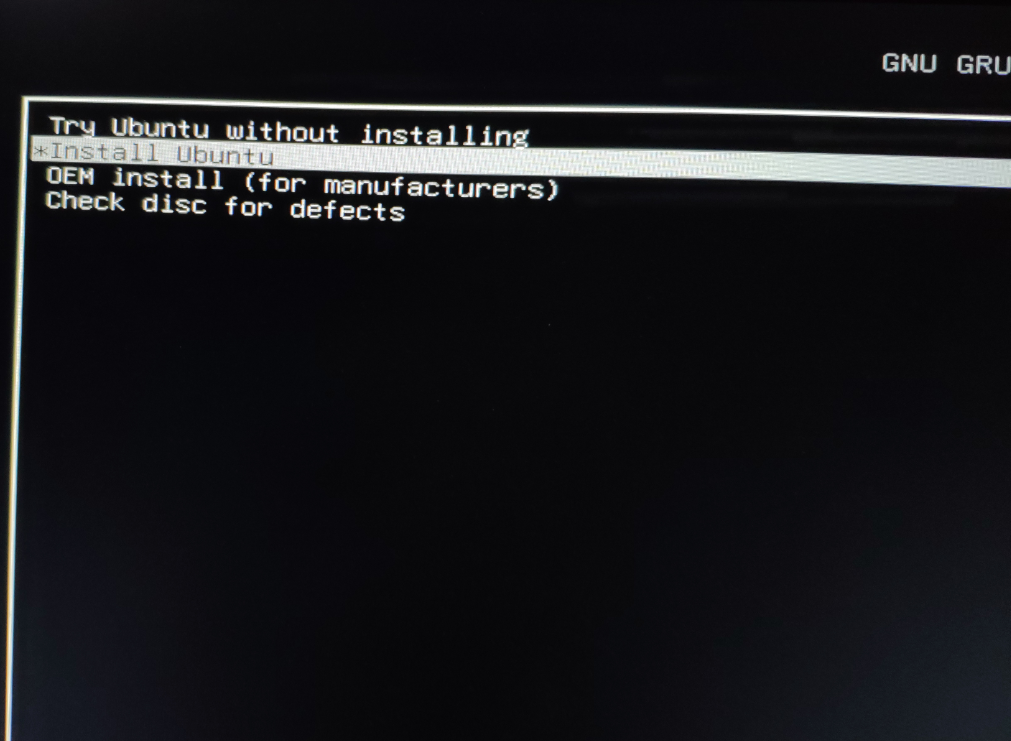 GNU GRU
Try Ubuntu without installing
*Install Ubuntu
OEM install (for manufacturers)
Check disc for defects